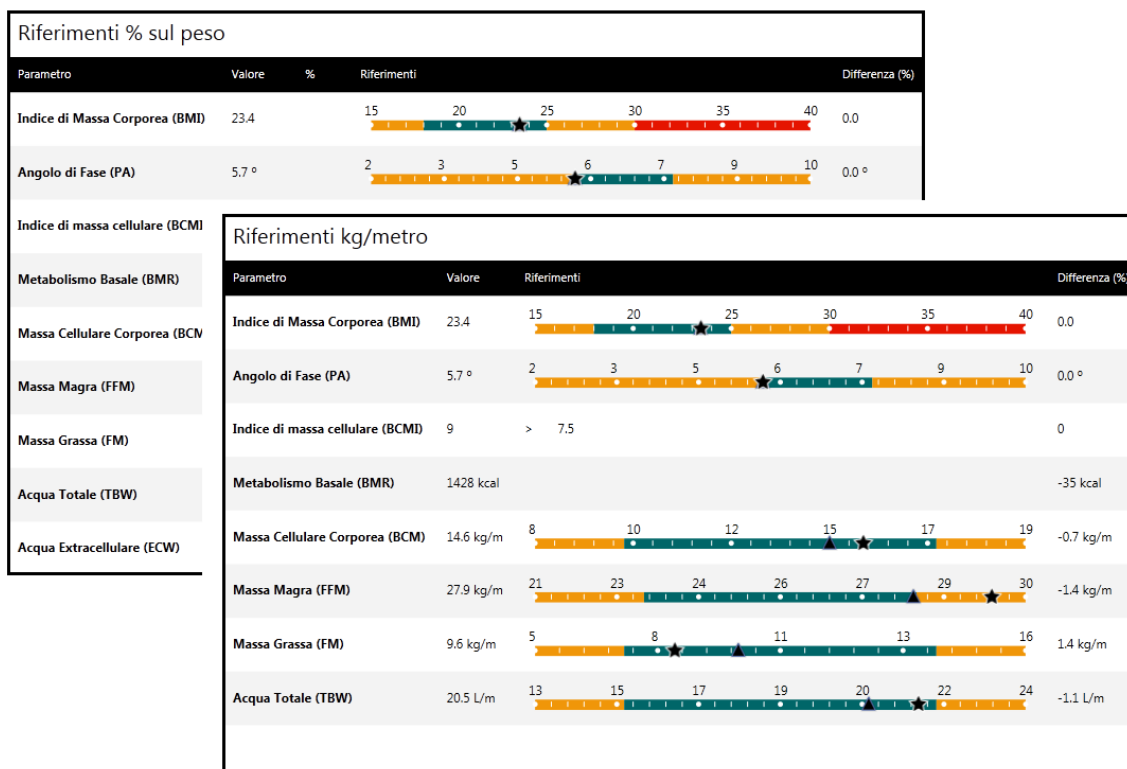 Riferimenti % sul peso
Parametro Valore % Riferimenti Differenza (%)
15 20 25 30 35 40
Indice di Massa Corporea (BMI) 23.4 0.0
2 3 5 6 7 9 10
Angolo di Fase (PA) 5.7 º 0.0 º
Indice di massa cellulare (BCMI
Metabolismo Basale (BMR)
Massa Cellulare Corporea (BCM
Massa Magra (FFM)
Massa Grassa (FM)
Acqua Totale (TBW)
Acqua Extracellulare (ECW)
Riferimenti kg/metro
Parametro Valore Riferimenti Differenza (%)
15 20 25 30 35 40
Indice di Massa Corporea (BMI) 23.4 0.0
2 3 5 6 7 9 10
Angolo di Fase (PA) 5.7 º 0.0 º
Indice di massa cellulare (BCMI) 9 > 7.5 0
Metabolismo Basale (BMR) 1428 kcal -35 kcal
8 10 12 15 17 19
Massa Cellulare Corporea (BCM) 14.6 kg/m -0.7 kg/m
21 23 24 26 27 29 30
Massa Magra (FFM) 27.9 kg/m -1.4 kg/m
5 8 11 13 16
Massa Grassa (FM) 9.6 kg/m 1.4 kg/m
13 15 17 19 20 22 24
Acqua Totale (TBW) 20.5 L/m -1.1 L/m